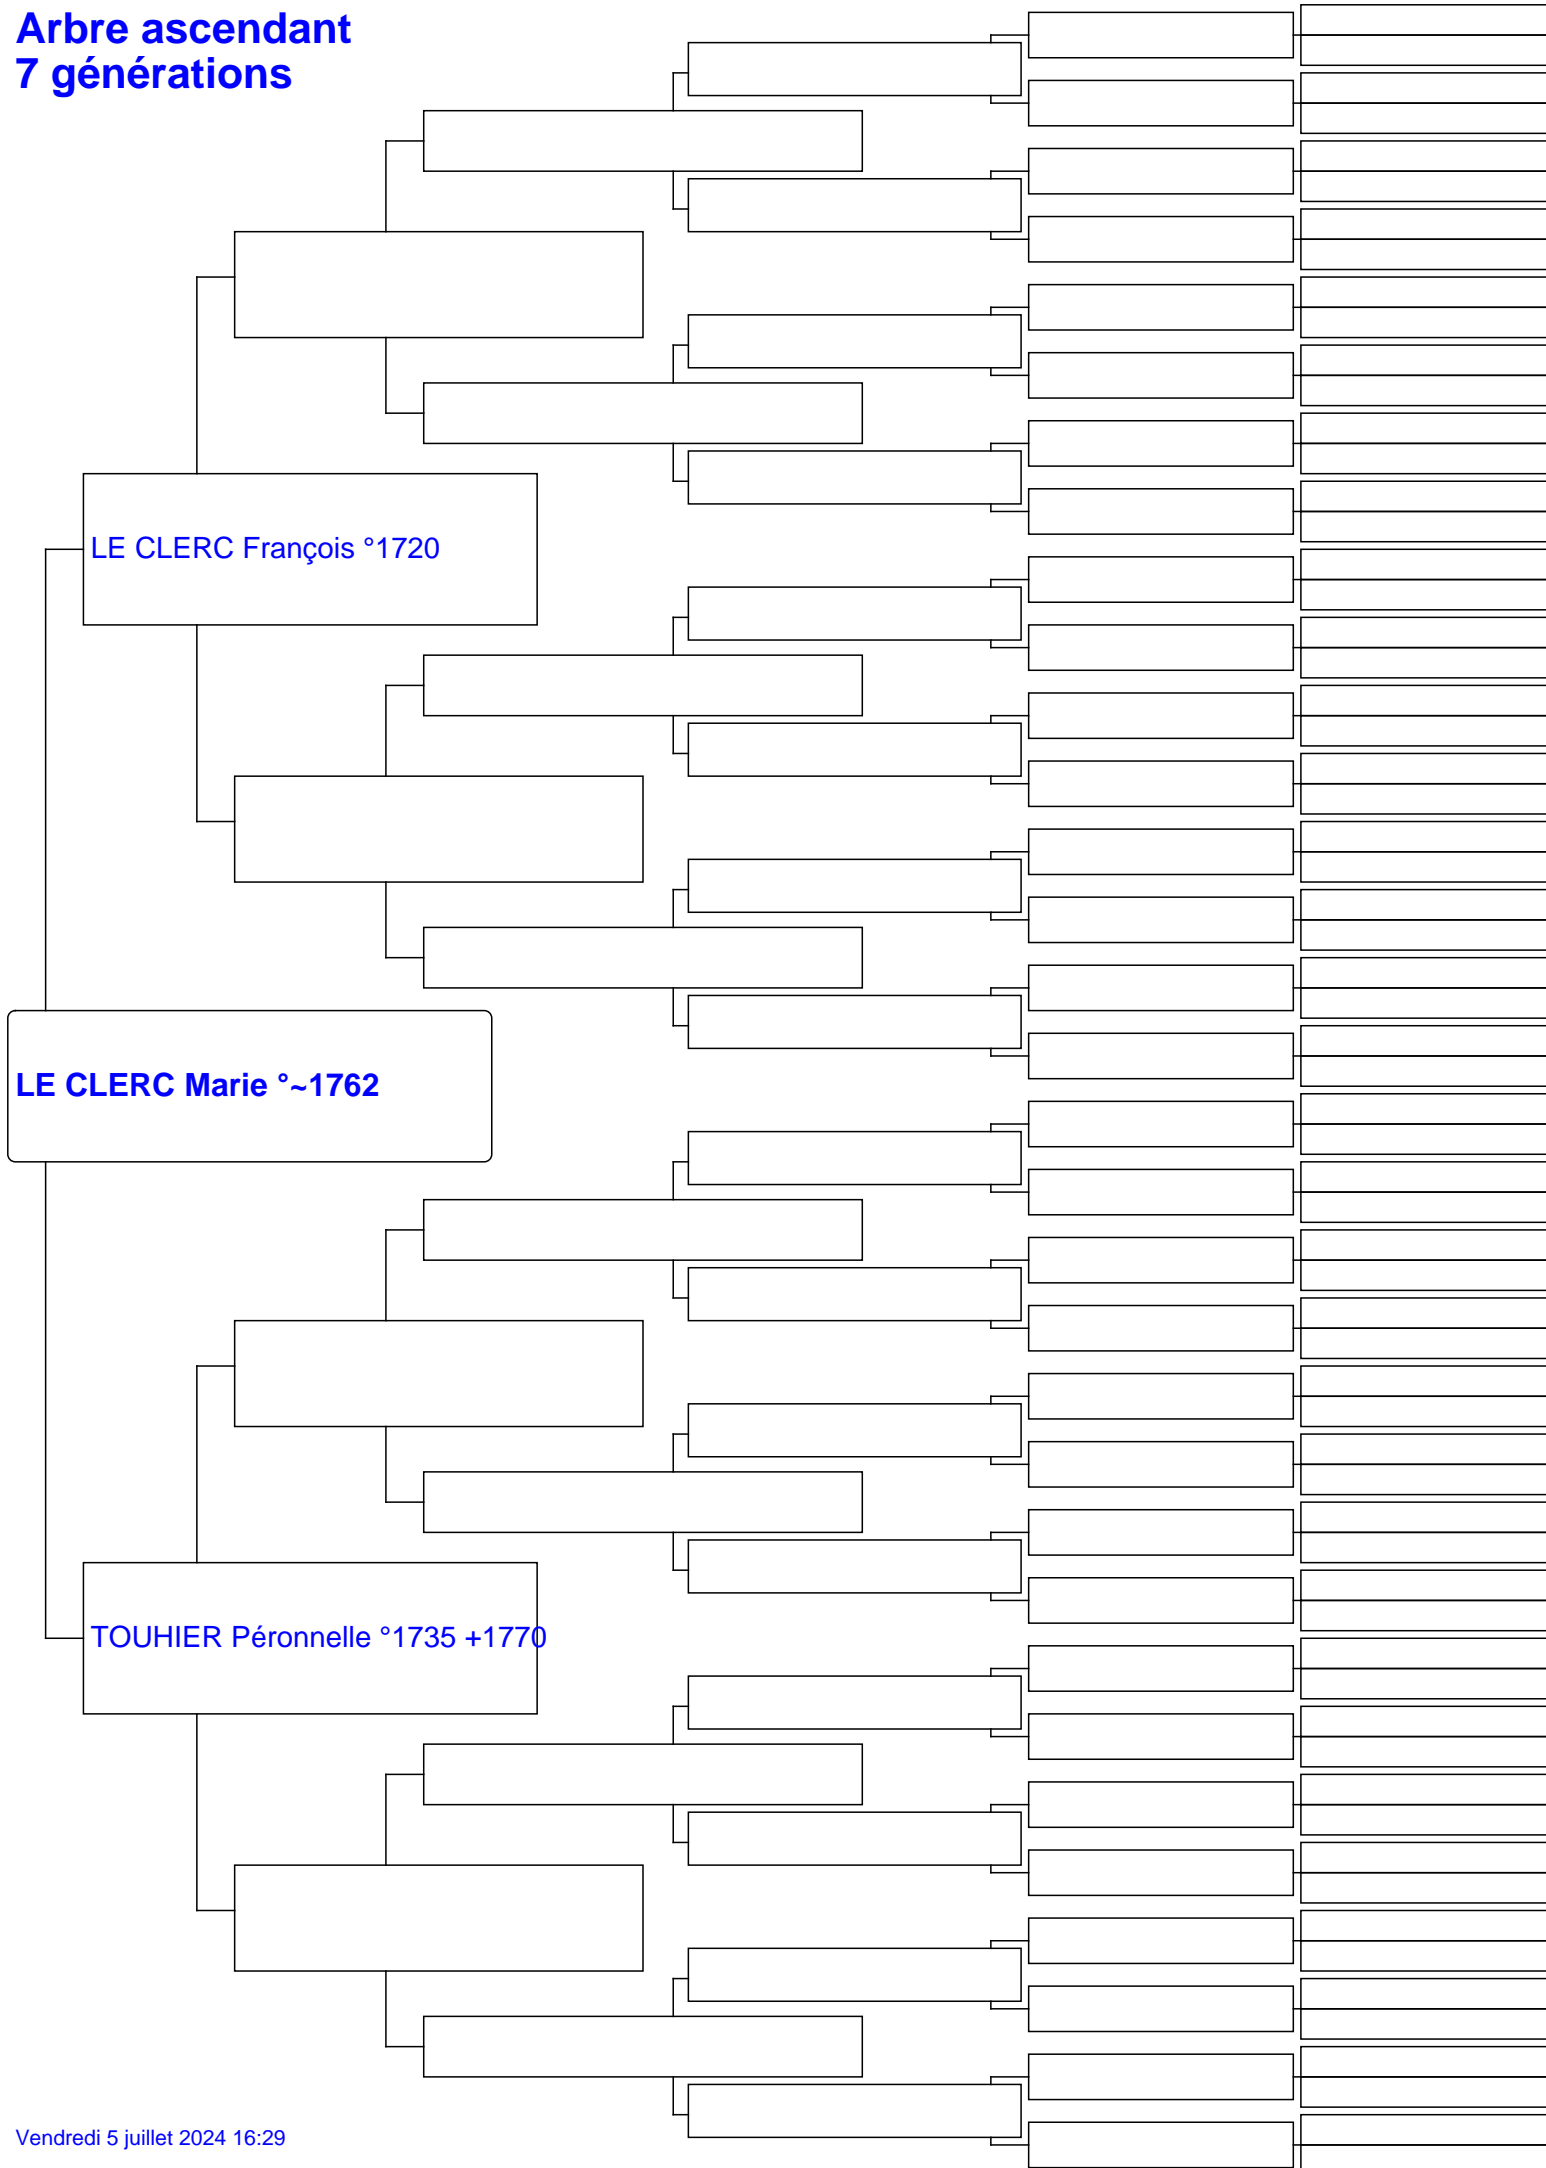 Arbre ascendant
7 générations
LE CLERC François °1720
LE CLERC Marie °~1762
TOUHIER Péronnelle °1735 +1770
Vendredi 5 juillet 2024 16:29